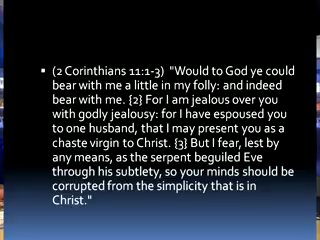 ▪ (2 Corinthians 11:1-3) "Would to God ye could
bear with me a little in my folly: and indeed
bear with me. {2} For I am jealous over you
with godly jealousy: for I have espoused you
to one husband, that I may present you as a
chaste virgin to Christ. {3} But I fear, lest by
any means, as the serpent beguiled Eve
through his subtlety, so your minds should be
corrupted from the simplicity that is in
Christ."